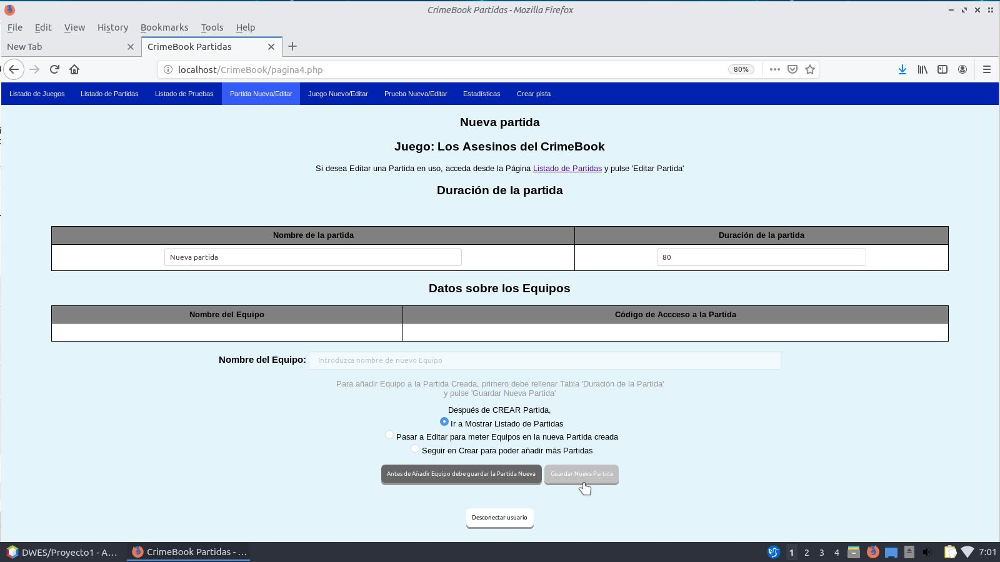 CrimeBook Partidas - Mozilla Firefox
File Edit View History Bookmarks Tools Help
New Tab
CrimeBook Partidas
localhost/CrimeBook/pagina4.php
80%
Listado de Juegos Listado de Partidas Listado de Pruebas Partida Nueva/Editar Juego Nuevo/Editar Prueba Nueva/Editar Estadísticas Crear pista
Nueva partida
Juego: Los Asesinos del CrimeBook
Si desea Editar una Partida en uso, acceda desde la Página Listado de Partidas y pulse 'Editar Partida'
Duración de la partida
Nombre de la partida Duración de la partida
Nueva partida 80
Datos sobre los Equipos
Nombre del Equipo Código de Accceso a la Partida
Nombre del Equipo: Introduzca nombre de nuevo Equipo
Para añadir Equipo a la Partida Creada, primero debe rellenar Tabla 'Duración de la Partida'
y pulse 'Guardar Nueva Partida'
Después de CREAR Partida,
Ir a Mostrar Listado de Partidas
Pasar a Editar para meter Equipos en la nueva Partida creada
Seguir en Crear para poder añadir más Partidas
Antes de Añadir Equipo debe guardar la Partida Nueva Guardar Nueva Partida
Desconectar usuario
DWES/Proyecto1 - A... CrimeBook Partidas - ... 1 2 3 4 7:01